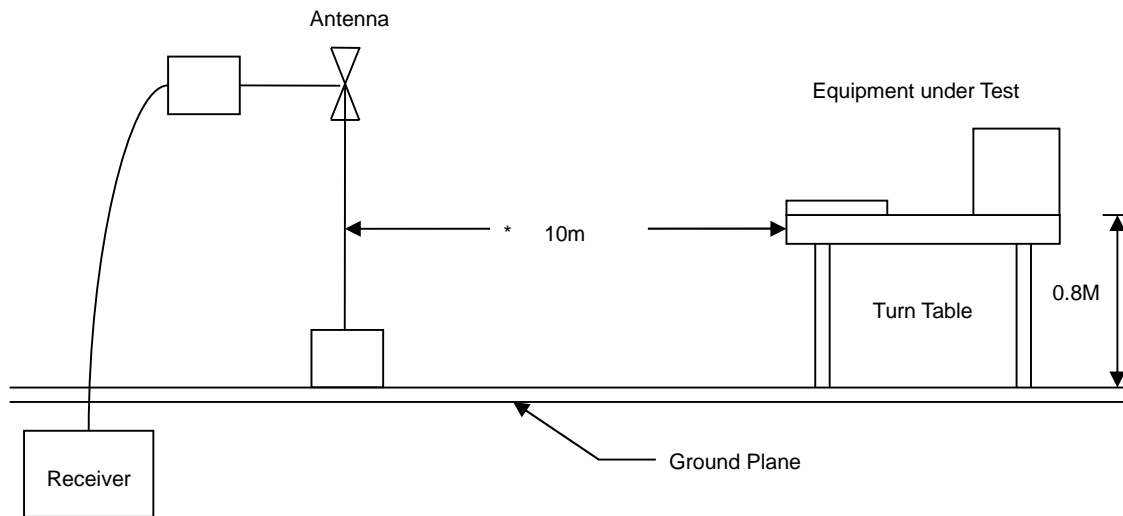 Antenna
Equipment under Test
* 10m
0.8M
Turn Table
Ground Plane
Receiver